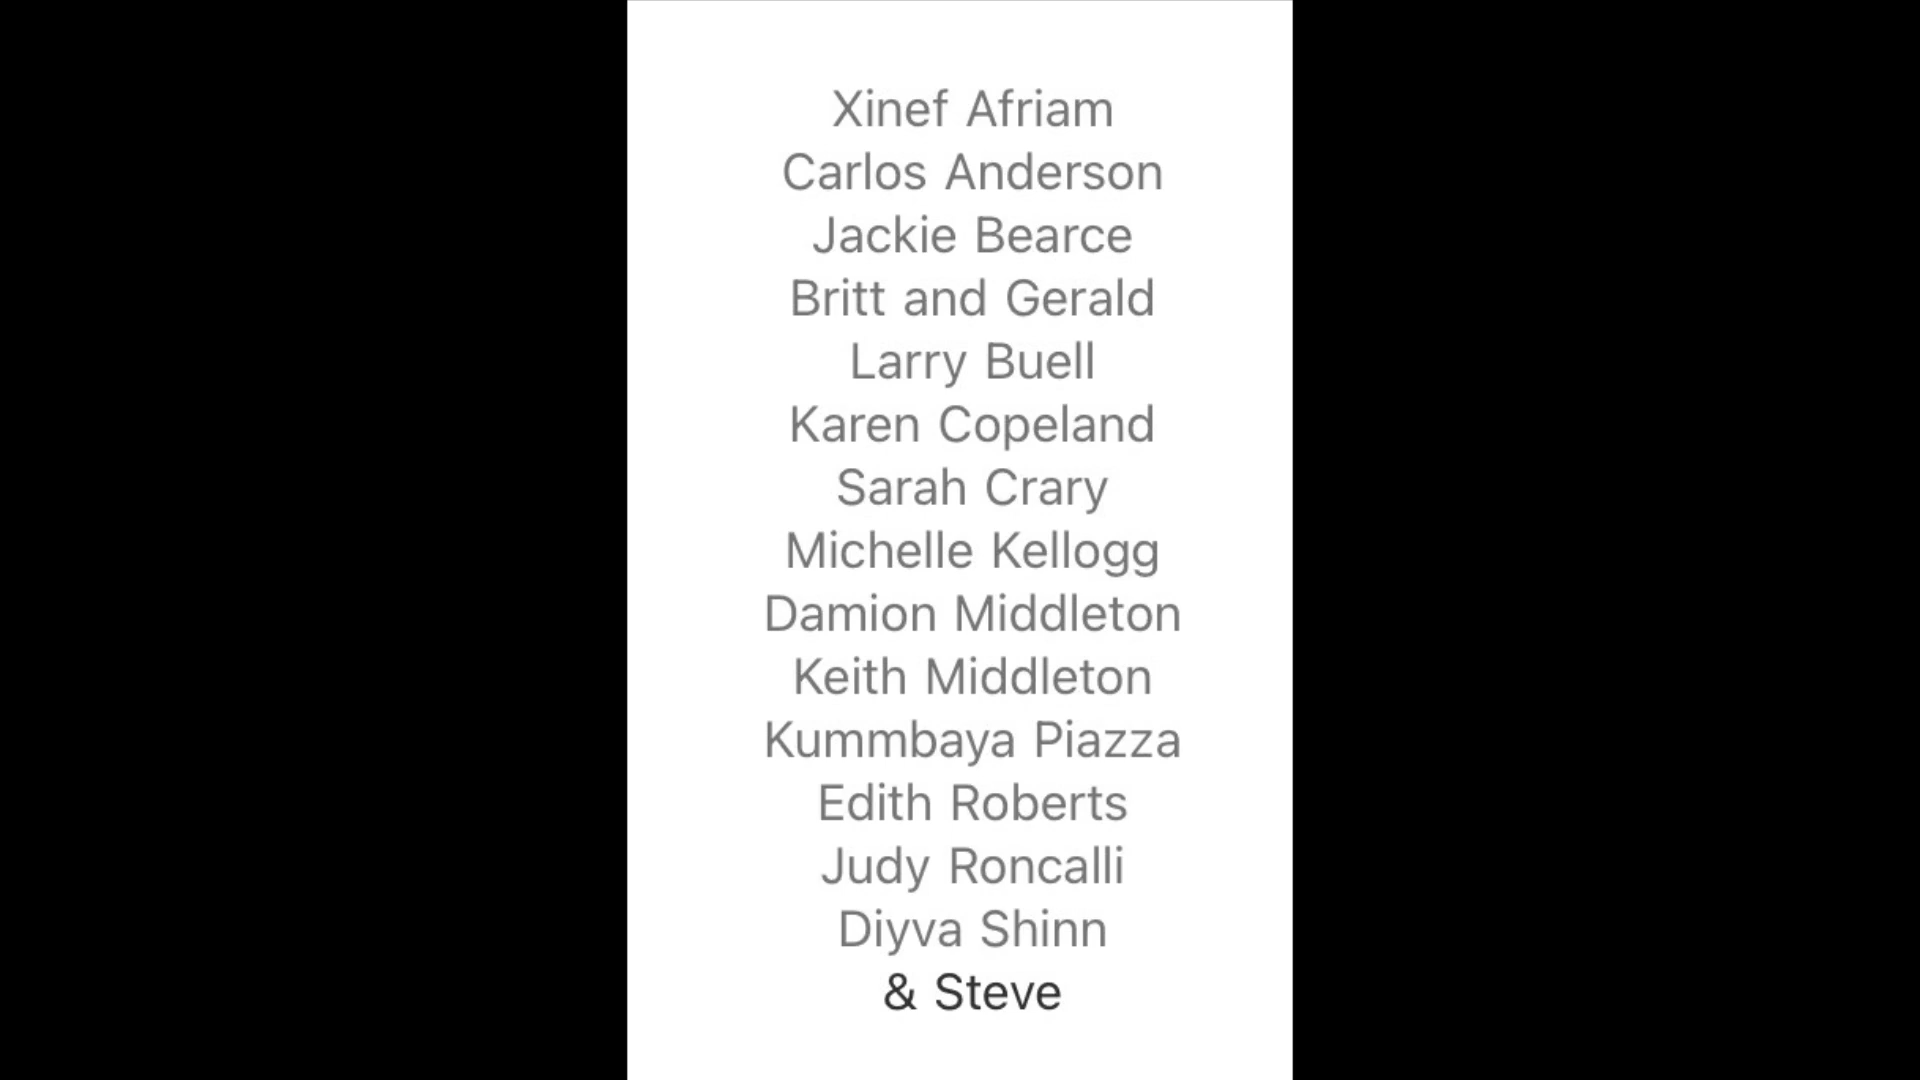 Xinef Afriam
Carlos Anderson
Jackie Bearce
Britt and Gerald
Larry Buell
Karen Copeland
Sarah Crary
Michelle Kellogg
Damion Middleton
Keith Middleton
Kummbaya Piazza
Edith Roberts
Judy Roncalli
Diyva Shinn
& Steve